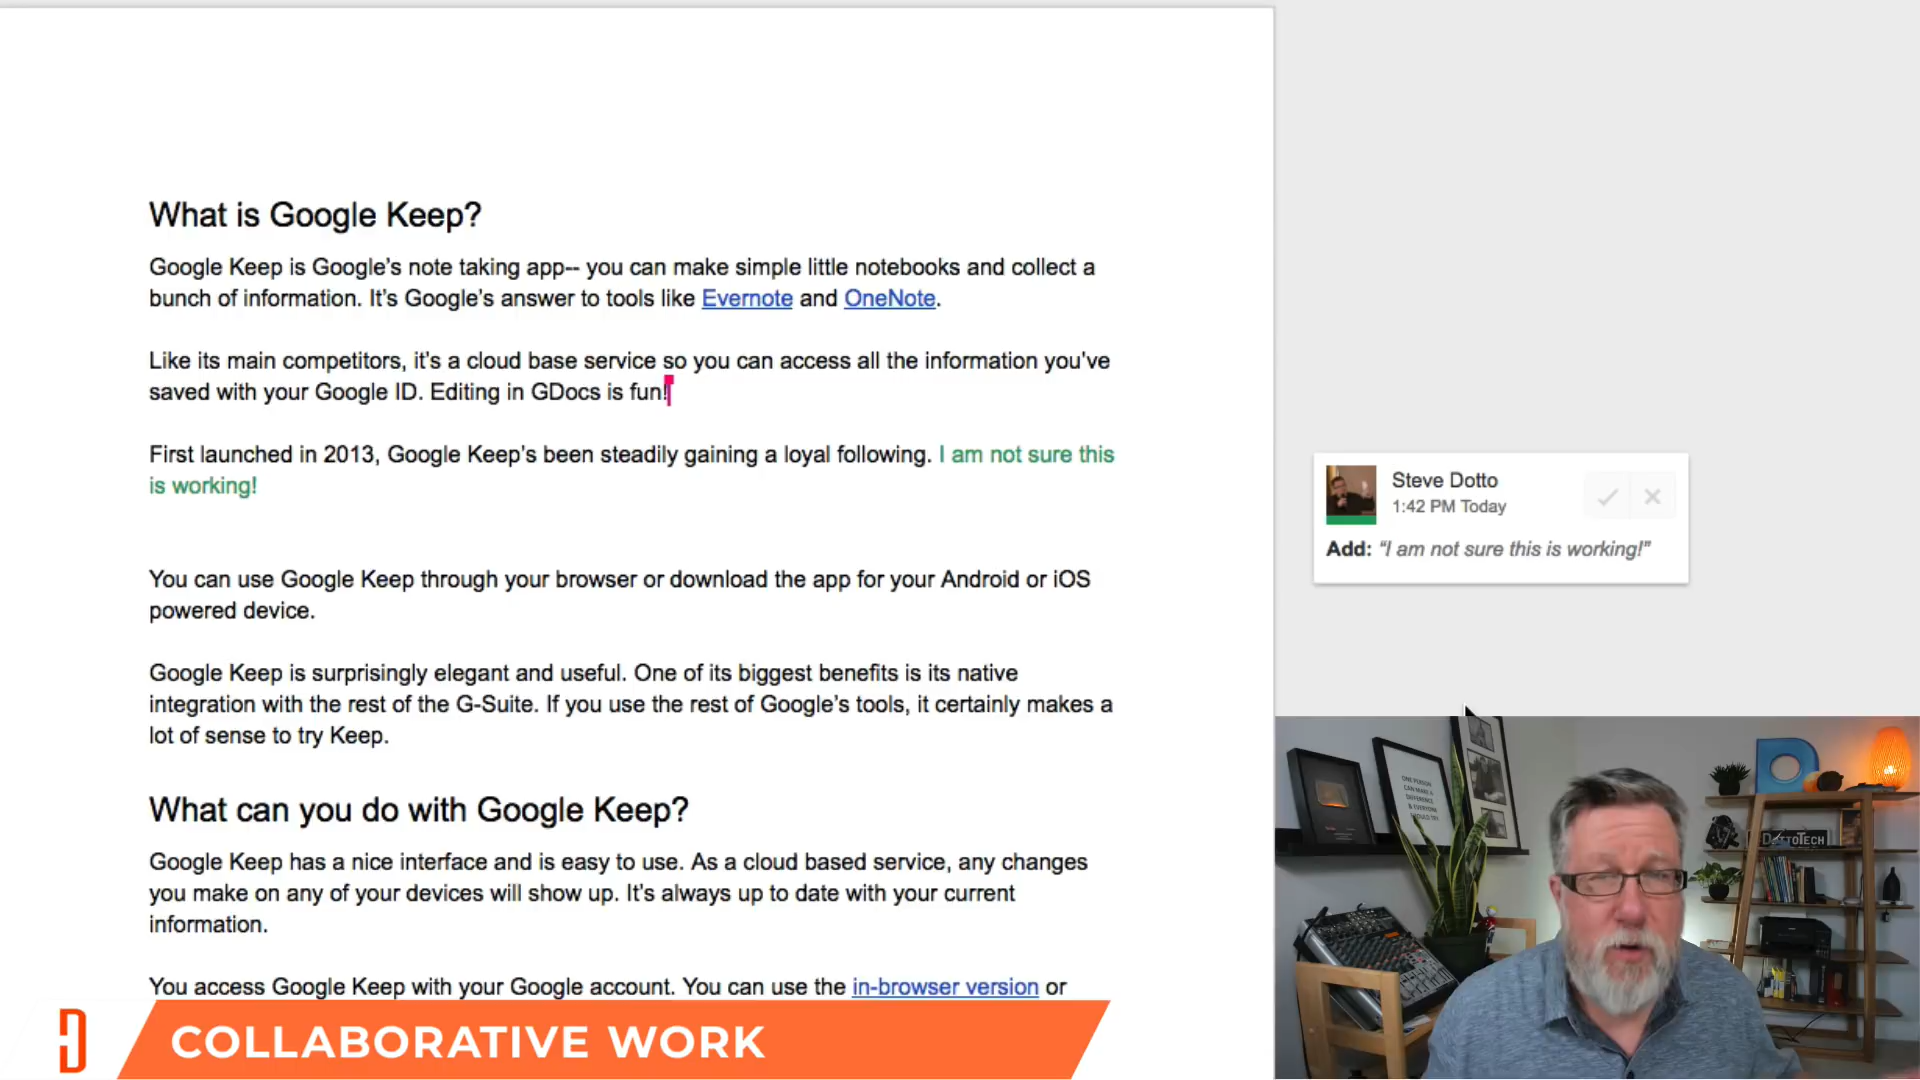 What is Google Keep?
Google Keep is Google's note taking app-- you can make simple little notebooks and collect a
bunch of information. It's Google's answer to tools like Evernote and OneNote.
Like its main competitors, it's a cloud base service so you can access all the information you've
saved with your Google ID. Editing in GDocs is fun!
First launched in 2013, Google Keep's been steadily gaining a loyal following. I am not sure this
is working!
Steve Dotto
1:42 PM Today
Add: "I am not sure this is working!"
You can use Google Keep through your browser or download the app for your Android or iOS
powered device.
Google Keep is surprisingly elegant and useful. One of its biggest benefits is its native
integration with the rest of the G-Suite. If you use the rest of Google's tools, it certainly makes a
lot of sense to try Keep.
What can you do with Google Keep?
Google Keep has a nice interface and is easy to use. As a cloud based service, any changes
you make on any of your devices will show up. It's always up to date with your current
information.
You access Google Keep with your Google account. You can use the in-browser version or
COLLABORATIVE WORK
ONE PERSON
CAN MAKE A
DIFFERENCE
& EVERYONE
SHOULD TRY
DOTTOTECH